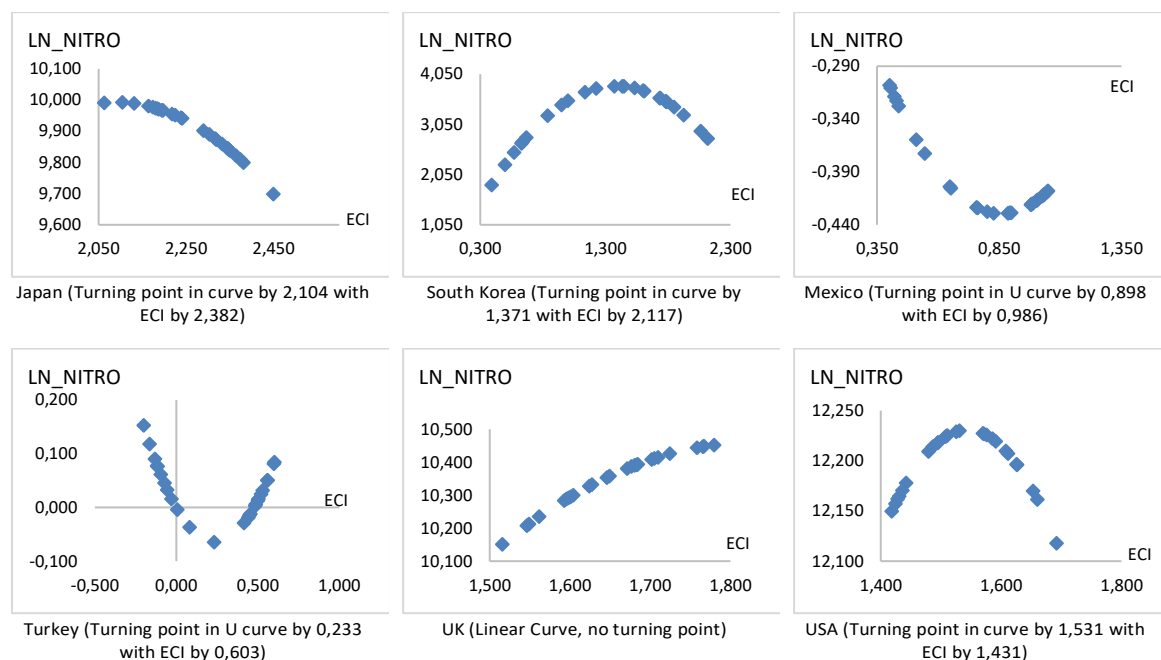 LN_NITRO
10,100
10,000
9,900
9,800
9,700
9,600
ECI
2,050 2,250 2,450
Japan (Turning point in curve by 2,104 with
ECI by 2,382)
LN_NITRO
4,050
3,050
2,050
1,050
ECI
0,300 1,300 2,300
South Korea (Turning point in curve by
1,371 with ECI by 2,117)
LN_NITRO
-0,290
-0,340
-0,390
-0,440
ECI
0,350 0,850 1,350
Mexico (Turning point in U curve by 0,898
with ECI by 0,986)
LN_NITRO
0,200
0,100
0,000
-0,100
ECI
-0,500 0,000 0,500 1,000
Turkey (Turning point in U curve by 0,233
with ECI by 0,603)
LN_NITRO
10,500
10,400
10,300
10,200
10,100
ECI
1,500 1,600 1,700 1,800
UK (Linear Curve, no turning point)
LN_NITRO
12,250
12,200
12,150
12,100
ECI
1,400 1,600 1,800
USA (Turning point in curve by 1,531 with
ECI by 1,431)